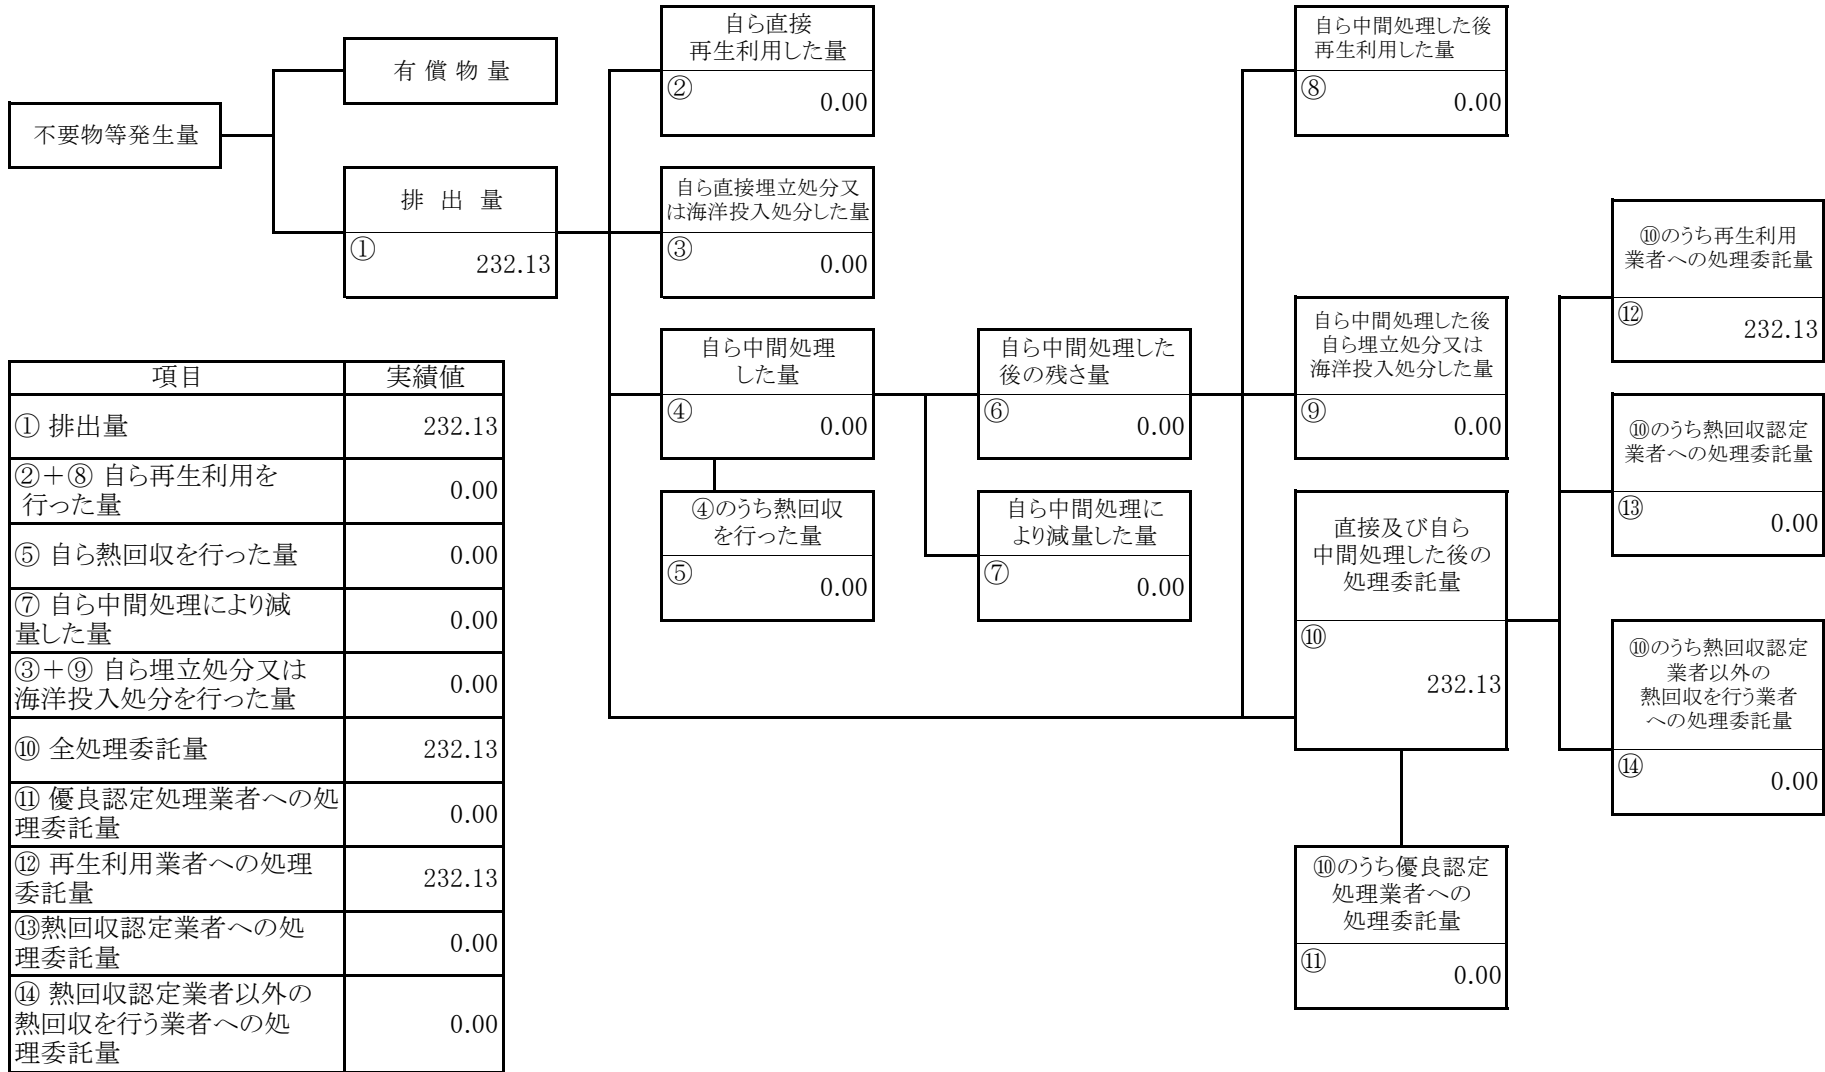 不要物等発生量
有 償 物 量
排 出 量
①
232.13
自ら直接
再生利用した量
②
0.00
自ら直接埋立処分又
は海洋投入処分した量
③
0.00
自ら中間処理
した量
④
0.00
④のうち熱回収
を行った量
⑤
0.00
自ら中間処理した
後の残さ量
⑥
0.00
自ら中間処理に
より減量した量
⑦
0.00
自ら中間処理した後
再生利用した量
⑧
0.00
自ら中間処理した後
自ら埋立処分又は
海洋投入処分した量
⑨
0.00
直接及び自ら
中間処理した後の
処理委託量
⑩
232.13
⑩のうち優良認定
処理業者への
処理委託量
⑪
0.00
⑩のうち再生利用
業者への処理委託量
⑫
232.13
⑩のうち熱回収認定
業者への処理委託量
⑬
0.00
⑩のうち熱回収認定
業者以外の
熱回収を行う業者
への処理委託量
⑭
0.00
項目 実績値
① 排出量 232.13
②＋⑧ 自ら再生利用を
行った量 0.00
⑤ 自ら熱回収を行った量 0.00
⑦ 自ら中間処理により減
量した量 0.00
③＋⑨ 自ら埋立処分又は
海洋投入処分を行った量 0.00
⑩ 全処理委託量 232.13
⑪ 優良認定処理業者への処
理委託量 0.00
⑫ 再生利用業者への処理
委託量 232.13
⑬熱回収認定業者への処
理委託量 0.00
⑭ 熱回収認定業者以外の
熱回収を行う業者への処
理委託量 0.00